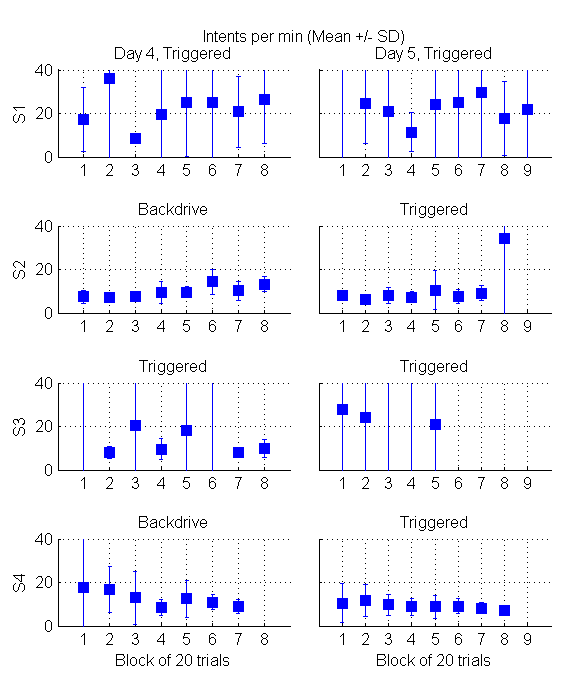 Intents per min (Mean +/- SD)
Day 4, Triggered
Day 5, Triggered
S1
40
20
0
1 2 3 4 5 6 7 8
1 2 3 4 5 6 7 8 9
Backdrive
Triggered
S2
40
20
0
1 2 3 4 5 6 7 8
1 2 3 4 5 6 7 8 9
Triggered
Triggered
S3
40
20
0
1 2 3 4 5 6 7 8
1 2 3 4 5 6 7 8 9
Backdrive
Triggered
S4
40
20
0
1 2 3 4 5 6 7 8
1 2 3 4 5 6 7 8 9
Block of 20 trials
Block of 20 trials